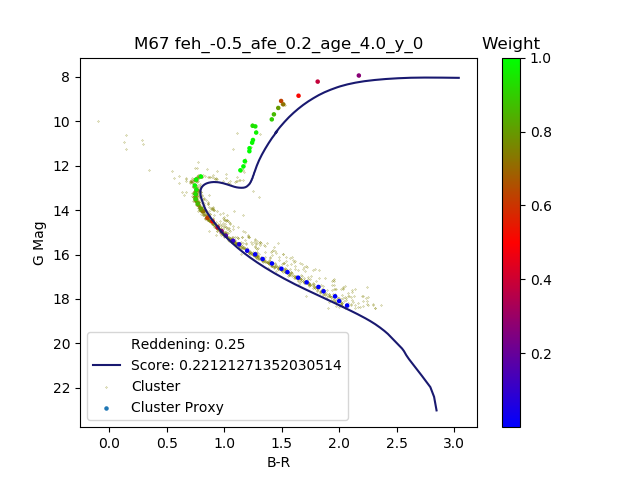 M67 feh_-0.5_afe_0.2_age_4.0_y_0
Weight
8
10
12
14
16
18
20
22
G Mag
0.0 0.5 1.0 1.5 2.0 2.5 3.0
B-R
Reddening: 0.25
Score: 0.22121271352030514
Cluster
Cluster Proxy
1.0
0.8
0.6
0.4
0.2